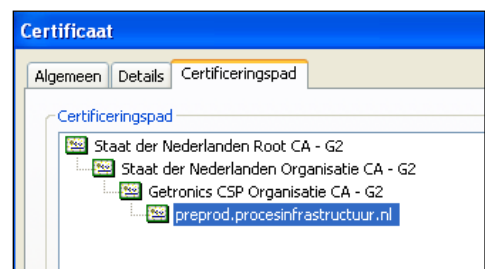 Certificaat
Algemeen Details Certificeringspad
Certificeringspad
Staat der Nederlanden Root CA - G2
Staat der Nederlanden Organisatie CA - G2
Getronics CSP Organisatie CA - G2
preprod.procesinfrastructuur.nl